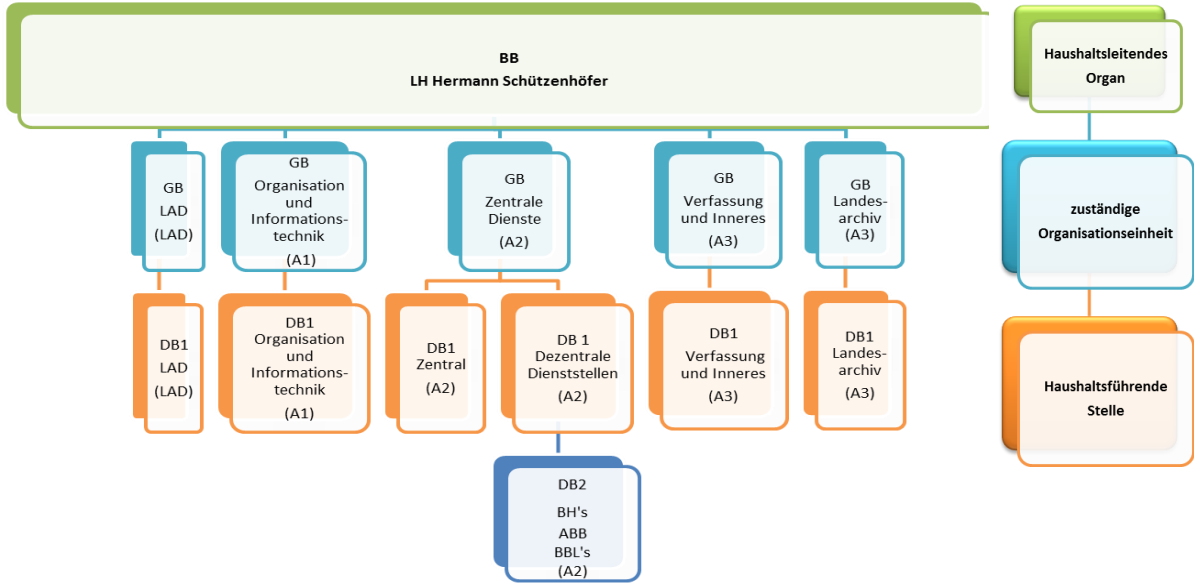 BB
LH Hermann Schützenhöfer
Haushaltsleitendes
Organ
GB
LAD
(LAD)
GB
Organisation
und
Informations-
technik
(A1)
GB
Zentrale
Dienste
(A2)
GB
Verfassung
und Inneres
(A3)
GB
Landes-
archiv
(A3)
zuständige
Organisationseinheit
DB1
LAD
(LAD)
DB1
Organisation
und
Informations-
technik
(A1)
DB1
Zentral
(A2)
DB 1
Dezentrale
Dienststellen
(A2)
DB1
Verfassung
und Inneres
(A3)
DB1
Landes-
archiv
(A3)
Haushaltsführende
Stelle
DB2
BH's
ABB
BBL's
(A2)